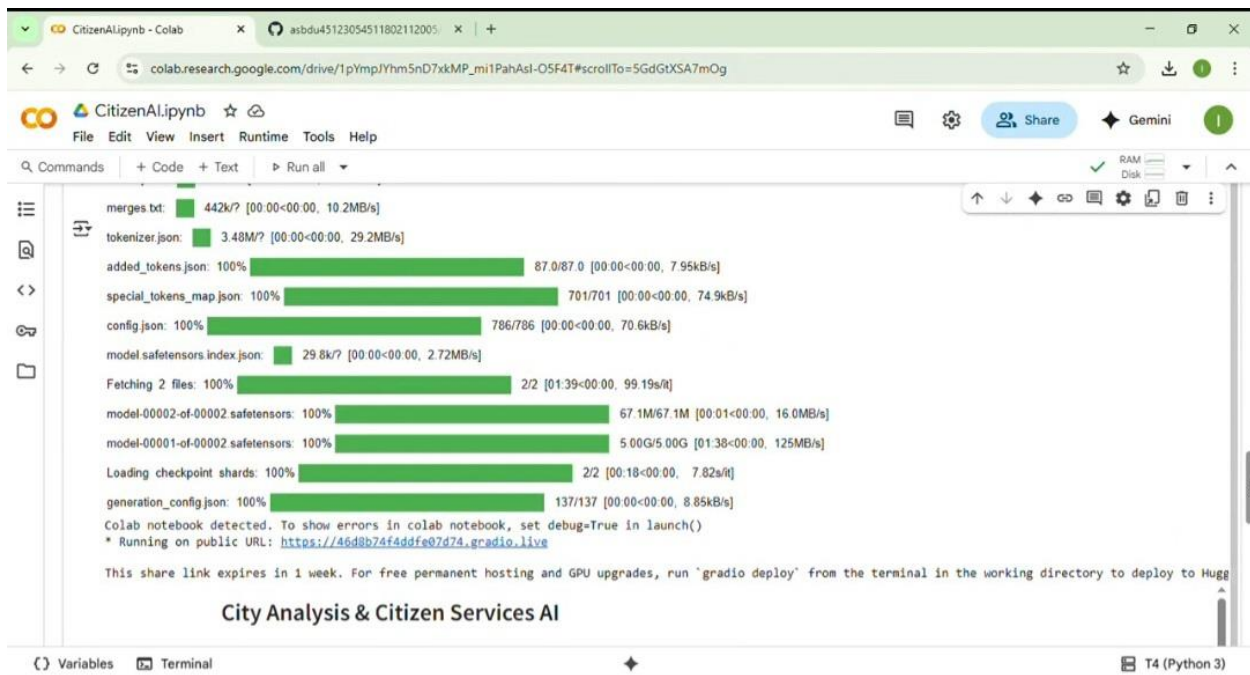 CitizenAI.ipynb - Colab
asbdu45123054511802112005
colab.research.google.com/drive/1pYmpJYhm5nD7xkMP_mi1PahAsI-O5F4T#scrollTo=5GdGtXSA7mOg
CitizenAI.ipynb
File Edit View Insert Runtime Tools Help
Share
Gemini
I
Commands + Code + Text Run all
RAM
Disk
merges.txt: 442k/? [00:00<00:00, 10.2MB/s]
tokenizer.json: 3.48M/? [00:00<00:00, 29.2MB/s]
added_tokens.json: 100% 87.0/87.0 [00:00<00:00, 7.95kB/s]
special_tokens_map.json: 100% 701/701 [00:00<00:00, 74.9kB/s]
config.json: 100% 786/786 [00:00<00:00, 70.6kB/s]
model.safetensors.index.json: 29.8k/? [00:00<00:00, 2.72MB/s]
Fetching 2 files: 100% 2/2 [01:39<00:00, 99.19s/it]
model-00002-of-00002.safetensors: 100% 67.1M/67.1M [00:01<00:00, 16.0MB/s]
model-00001-of-00002.safetensors: 100% 5.00G/5.00G [01:38<00:00, 125MB/s]
Loading checkpoint shards: 100% 2/2 [00:18<00:00, 7.82s/it]
generation_config.json: 100% 137/137 [00:00<00:00, 8.85kB/s]
Colab notebook detected. To show errors in colab notebook, set debug=True in launch()
* Running on public URL: https://46d8b74f4ddfe07d74.gradio.live
This share link expires in 1 week. For free permanent hosting and GPU upgrades, run `gradio deploy` from the terminal in the working directory to deploy to Hugg
City Analysis & Citizen Services AI
Variables Terminal
T4 (Python 3)